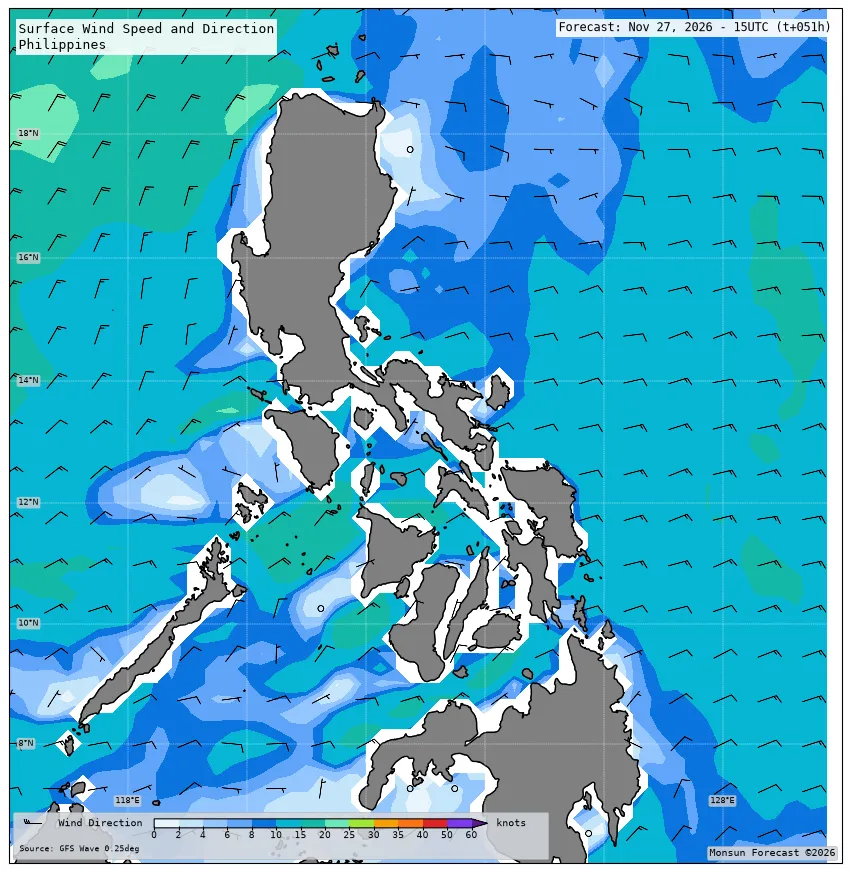 Surface Wind Speed and Direction
Philippines
Forecast: Nov 27, 2026 - 15UTC (t+051h)
18°N
16°N
14°N
12°N
10°N
8°N
118°E
128°E
Wind Direction
knots
0 2 4 6 8 10 15 20 25 30 35 40 50 60
Source: GFS Wave 0.25deg
Monsun Forecast ©2026